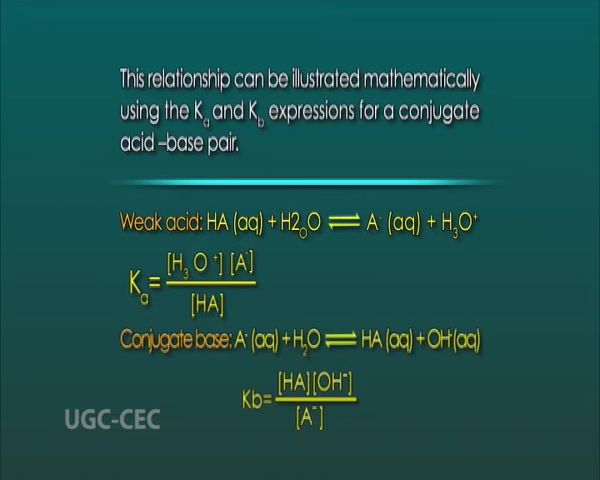 This relationship can be illustrated mathematically
using the Kₐ and K_b expressions for a conjugate
acid –base pair.
Weak acid: HA (aq) + H2_OO ⇌ A⁻ (aq) + H₃O⁺
Kₐ= [H₃ O ⁺] [A⁻] / [HA]
Conjugate base: A⁻ (aq) + H₂O ⇌ HA (aq) + OH⁻(aq)
Kb= [HA][OH⁻] / [A⁻]
UGC-CEC